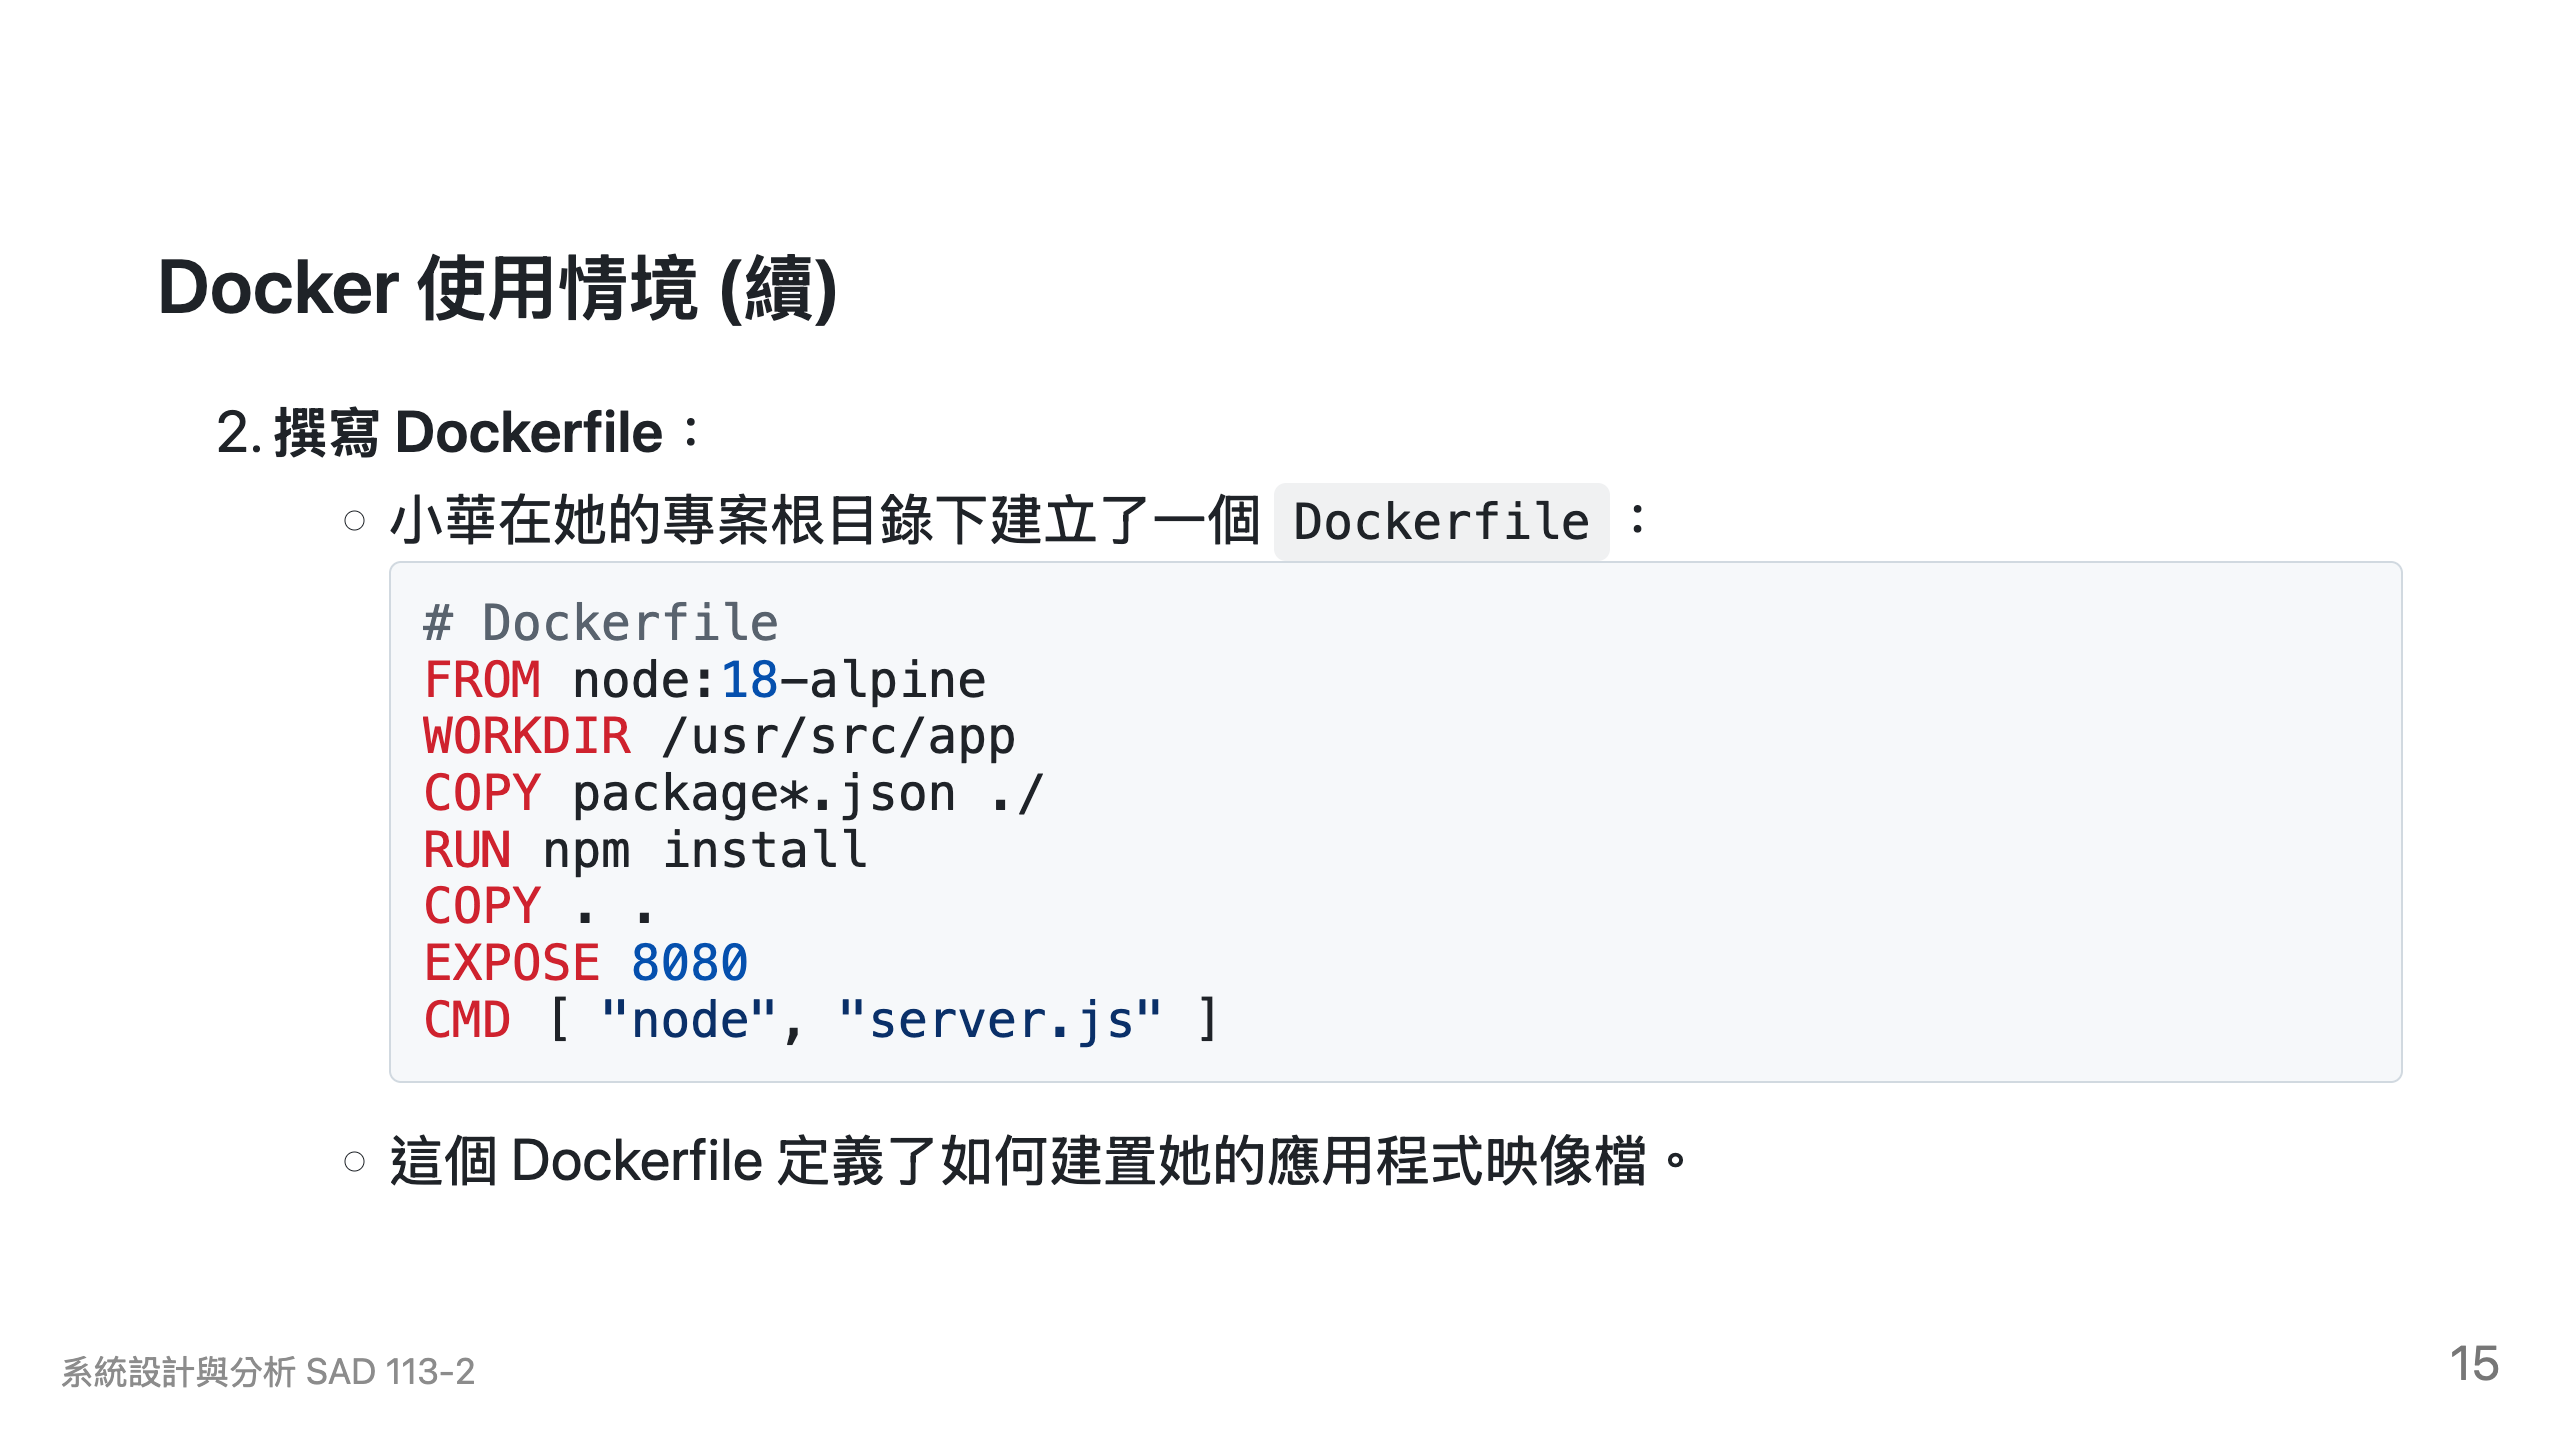 Docker 使用情境 (續)
2. 撰寫 Dockerfile：
○ 小華在她的專案根目錄下建立了一個 Dockerfile ：
# Dockerfile
FROM node:18-alpine
WORKDIR /usr/src/app
COPY package*.json ./
RUN npm install
COPY . .
EXPOSE 8080
CMD [ "node", "server.js" ]
○ 這個 Dockerfile 定義了如何建置她的應用程式映像檔。
系統設計與分析 SAD 113-2
15